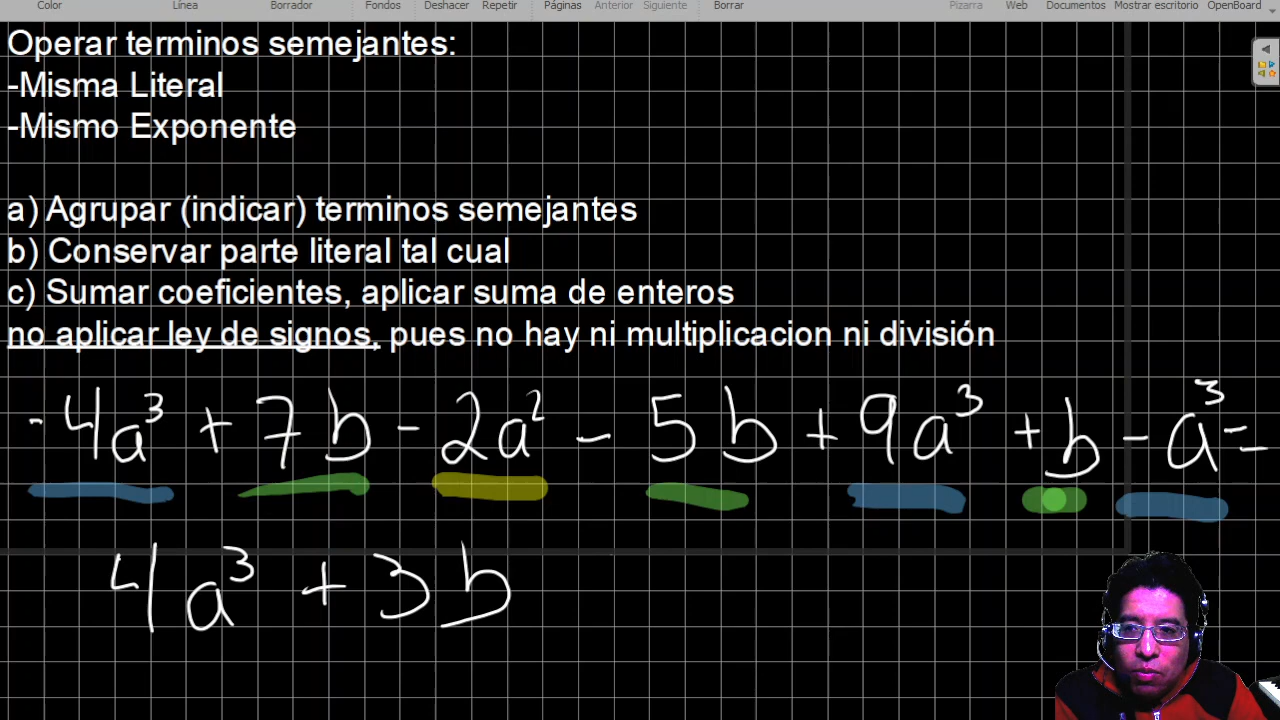 Color Línea Borrador Fondos Deshacer Repetir Páginas Anterior Siguiente Borrar Pizarra Web Documentos Mostrar escritorio OpenBoard
Operar terminos semejantes:
-Misma Literal
-Mismo Exponente
a) Agrupar (indicar) terminos semejantes
b) Conservar parte literal tal cual
c) Sumar coeficientes, aplicar suma de enteros
no aplicar ley de signos, pues no hay ni multiplicacion ni división
-4a³ + 7b - 2a² - 5b + 9a³ + b - a³ =
4a³ + 3b